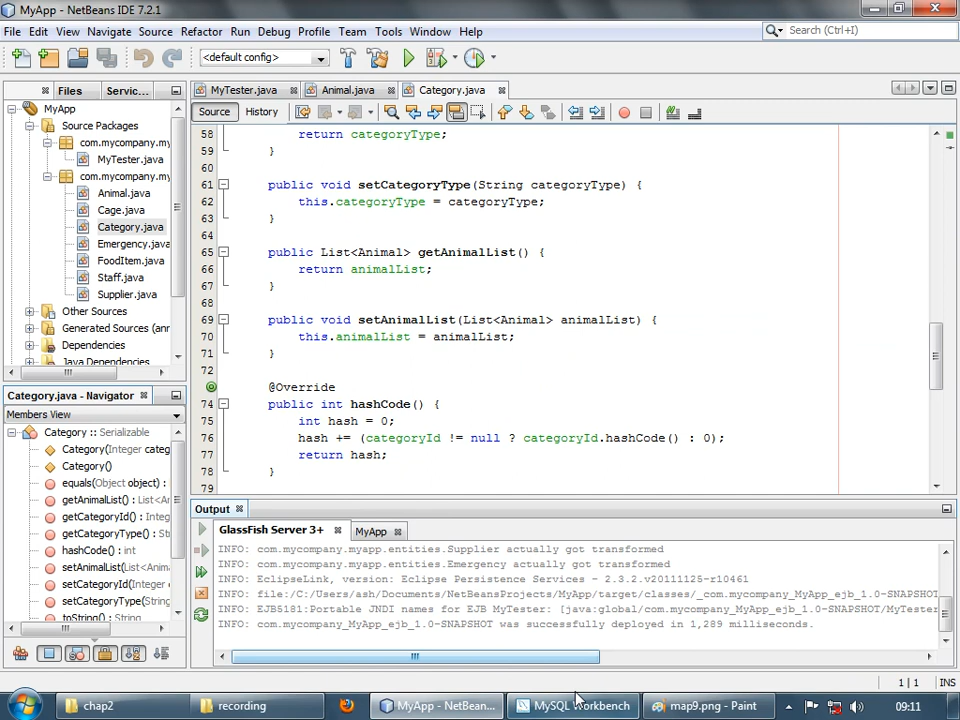 MyApp - NetBeans IDE 7.2.1
File Edit View Navigate Source Refactor Run Debug Profile Team Tools Window Help
Search (Ctrl+I)
<default config>
Files Servic...
MyTester.java Animal.java Category.java
Source History
MyApp
Source Packages
com.mycompany.my
MyTester.java
com.mycompany.my
Animal.java
Cage.java
Category.java
Emergency.java
FoodItem.java
Staff.java
Supplier.java
Other Sources
Generated Sources (ann
Dependencies
Java Dependencies
58 return categoryType;
59 }
60
61 public void setCategoryType(String categoryType) {
62 this.categoryType = categoryType;
63 }
64
65 public List<Animal> getAnimalList() {
66 return animalList;
67 }
68
69 public void setAnimalList(List<Animal> animalList) {
70 this.animalList = animalList;
71 }
72
@Override
74 public int hashCode() {
75 int hash = 0;
76 hash += (categoryId != null ? categoryId.hashCode() : 0);
77 return hash;
78 }
79
Category.java - Navigator
Members View
Category :: Serializable
Category(Integer categ
Category()
equals(Object object) :
getAnimalList() : List<A
getCategoryId() : Integ
getCategoryType() : St
hashCode() : int
setAnimalList(List<Anim
setCategoryId(Integer
setCategoryType(String
toString() : String
Output
GlassFish Server 3+ MyApp
INFO: com.mycompany.myapp.entities.Supplier actually got transformed
INFO: com.mycompany.myapp.entities.Emergency actually got transformed
INFO: EclipseLink, version: Eclipse Persistence Services - 2.3.2.v20111125-r10461
INFO: file:/C:/Users/ash/Documents/NetBeansProjects/MyApp/target/classes/_com.mycompany_MyApp_ejb_1.0-SNAPSHOT
INFO: EJB5181:Portable JNDI names for EJB MyTester: [java:global/com.mycompany_MyApp_ejb_1.0-SNAPSHOT/MyTester
INFO: com.mycompany_MyApp_ejb_1.0-SNAPSHOT was successfully deployed in 1,289 milliseconds.
1 | 1 INS
chap2 recording MyApp - NetBean... MySQL Workbench map9.png - Paint 09:11